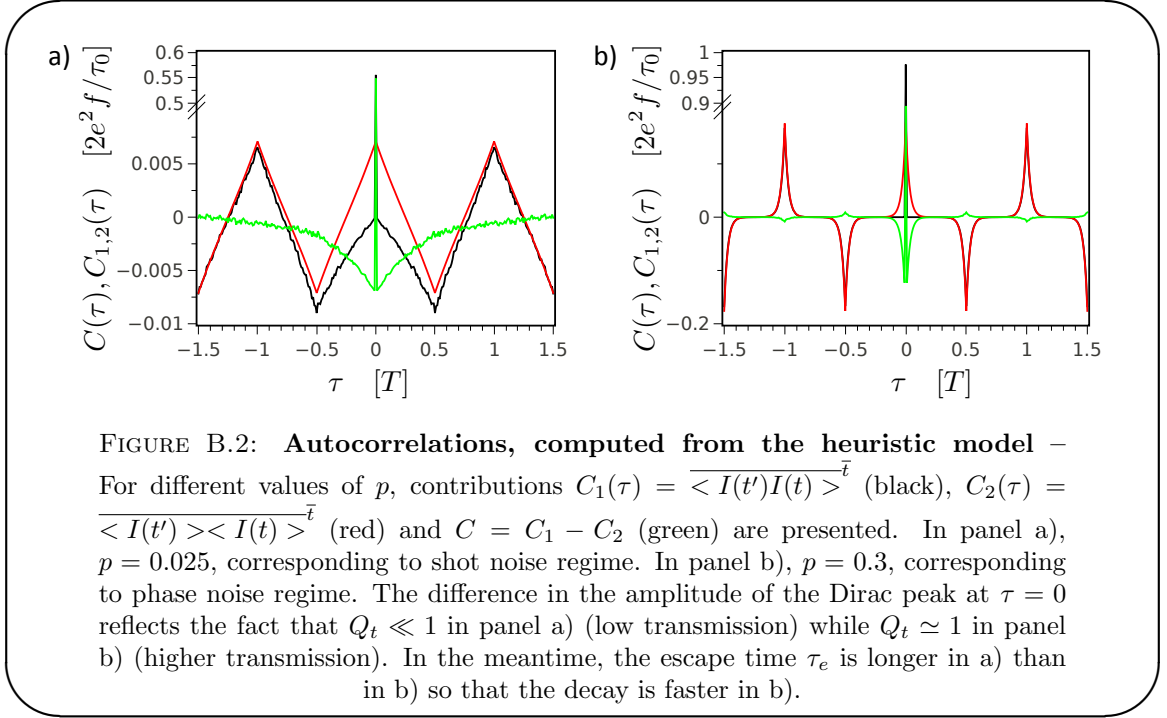 a)
0.6
0.55
0.5
0.005
0
−0.005
−0.01
C(τ), C₁,₂(τ) [2e² f/τ₀]
−1.5 −1 −0.5 0 0.5 1 1.5
τ [T]
b)
1
0.95
0.9
0
−0.2
C(τ), C₁,₂(τ) [2e² f/τ₀]
−1.5 −1 −0.5 0 0.5 1 1.5
τ [T]
FIGURE B.2: Autocorrelations, computed from the heuristic model –
For different values of p, contributions C₁(τ) = \overline{< I(t′)I(t) >}^{\bar{t}} (black), C₂(τ) =
\overline{< I(t′) >< I(t) >}^{\bar{t}} (red) and C = C₁ − C₂ (green) are presented. In panel a),
p = 0.025, corresponding to shot noise regime. In panel b), p = 0.3, corresponding
to phase noise regime. The difference in the amplitude of the Dirac peak at τ = 0
reflects the fact that Qₜ ≪ 1 in panel a) (low transmission) while Qₜ ≃ 1 in panel
b) (higher transmission). In the meantime, the escape time τₑ is longer in a) than
in b) so that the decay is faster in b).